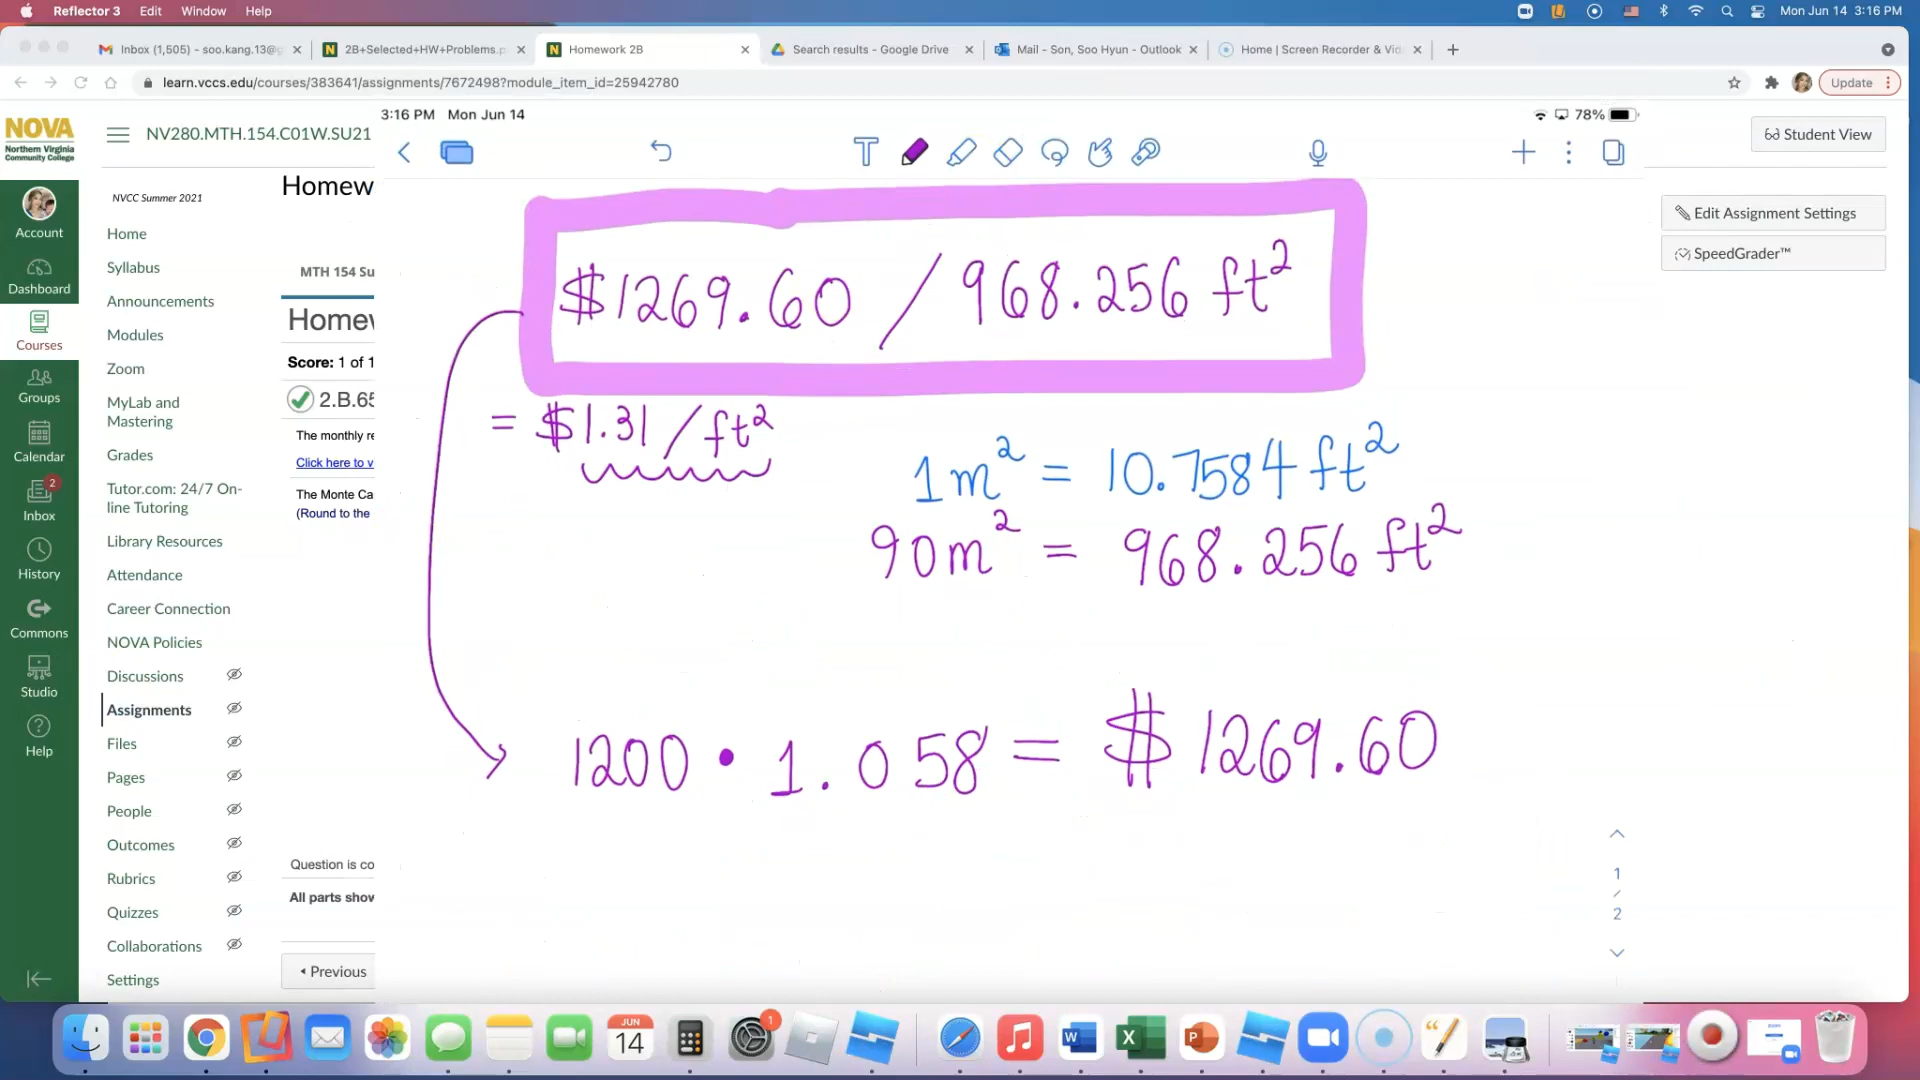 Reflector 3 Edit Window Help Mon Jun 14 3:16 PM
Inbox (1,505) - soo.kang.13@g 2B+Selected+HW+Problems.p Homework 2B Search results - Google Drive Mail - Son, Soo Hyun - Outlook Home | Screen Recorder & Vid
learn.vccs.edu/courses/383641/assignments/7672498?module_item_id=25942780 Update
3:16 PM Mon Jun 14 78%
NOVA
Northern Virginia
Community College
NV280.MTH.154.C01W.SU21
Student View
Account
Dashboard
Courses
Groups
Calendar
2
Inbox
History
Commons
Studio
Help
NVCC Summer 2021
Home
Syllabus
Announcements
Modules
Zoom
MyLab and
Mastering
Grades
Tutor.com: 24/7 On-
line Tutoring
Library Resources
Attendance
Career Connection
NOVA Policies
Discussions
Assignments
Files
Pages
People
Outcomes
Rubrics
Quizzes
Collaborations
Settings
Homew
MTH 154 Su
Homew
Score: 1 of 1
2.B.65
The monthly re
Click here to v
The Monte Ca
(Round to the
Question is co
All parts show
Previous
$1269.60 / 968.256 ft²
= $1.31 / ft²
1m² = 10.7584 ft²
90m² = 968.256 ft²
1200 • 1.058 = $1269.60
1
/
2
Edit Assignment Settings
SpeedGrader™
JUN
14
1